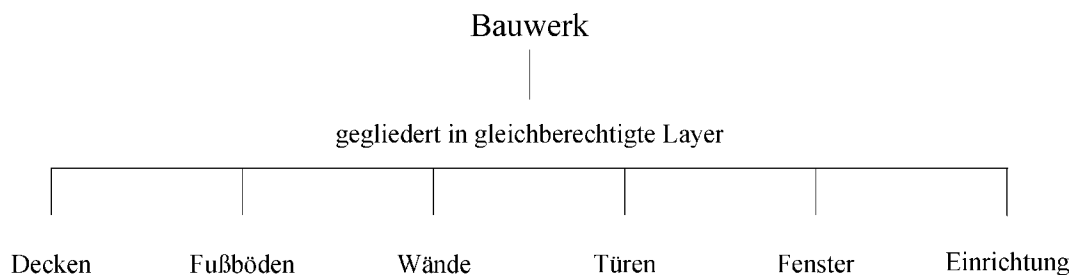 Bauwerk
gegliedert in gleichberechtigte Layer
Decken Fußböden Wände Türen Fenster Einrichtung